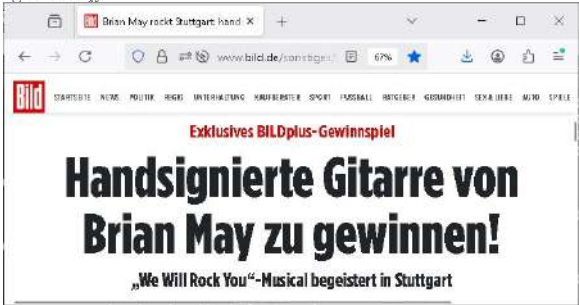 Brian May rockt Stuttgart: hand
www.bild.de/sonstiges/
67%
Bild
STARTSEITE NEWS POLITIK REGIO UNTERHALTUNG KAUFBERATER SPORT FUSSBALL RATGEBER GESUNDHEIT SEX & LIEBE AUTO SPIELE
Exklusives BILDplus-Gewinnspiel
Handsignierte Gitarre von
Brian May zu gewinnen!
„We Will Rock You“-Musical begeistert in Stuttgart